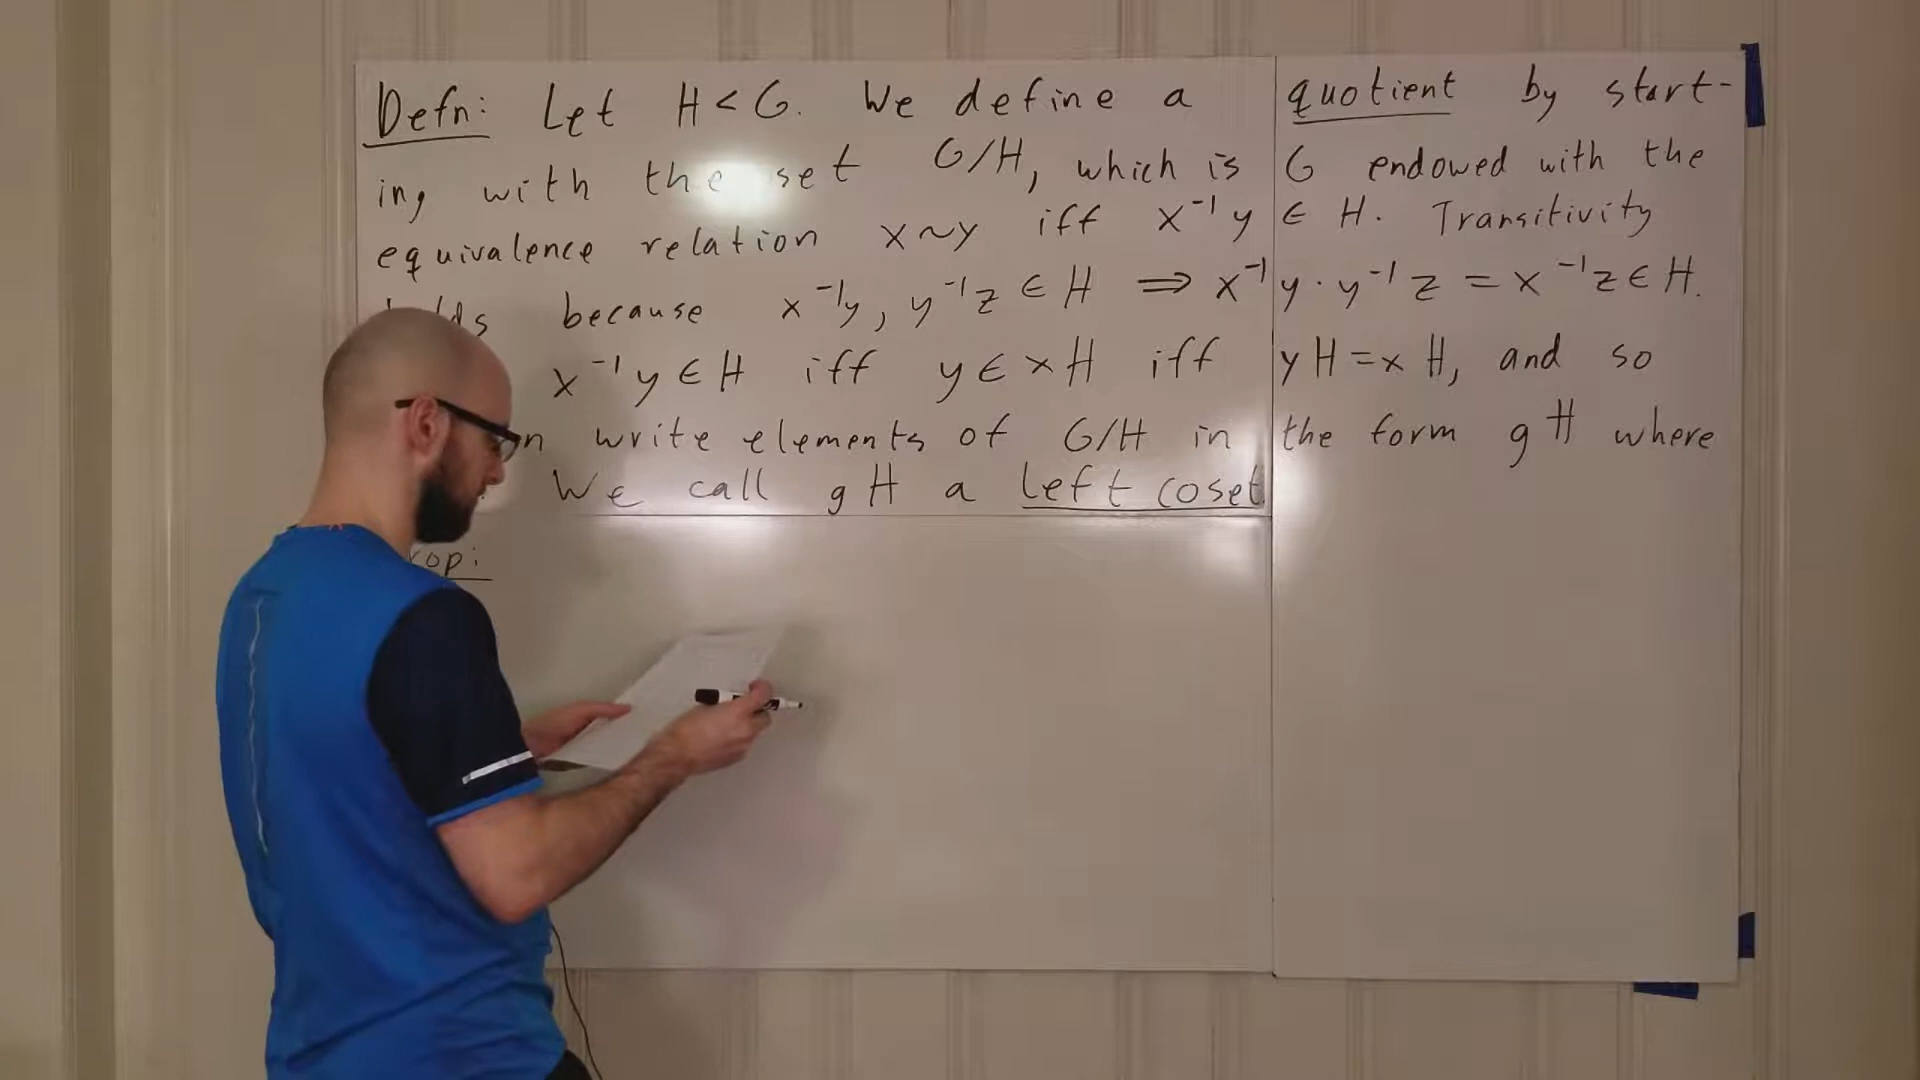 Defn: Let H < G. We define a quotient by start-
ing with the set G/H, which is G endowed with the
equivalence relation x~y iff x⁻¹y ∈ H. Transitivity
because x⁻¹y, y⁻¹z ∈ H ⇒ x⁻¹y · y⁻¹z = x⁻¹z ∈ H.
x⁻¹y ∈ H iff y ∈ xH iff yH = xH, and so
write elements of G/H in the form gH where
We call gH a left coset